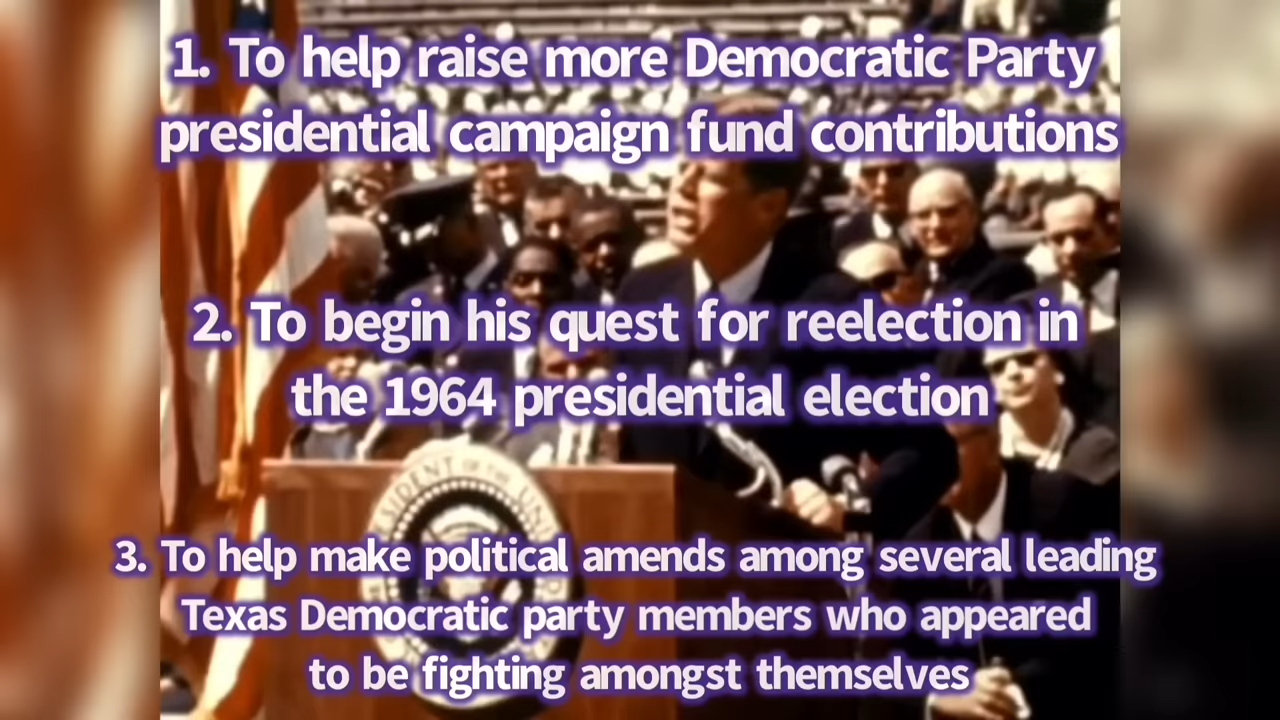 1. To help raise more Democratic Party
presidential campaign fund contributions
2. To begin his quest for reelection in
the 1964 presidential election
3. To help make political amends among several leading
Texas Democratic party members who appeared
to be fighting amongst themselves